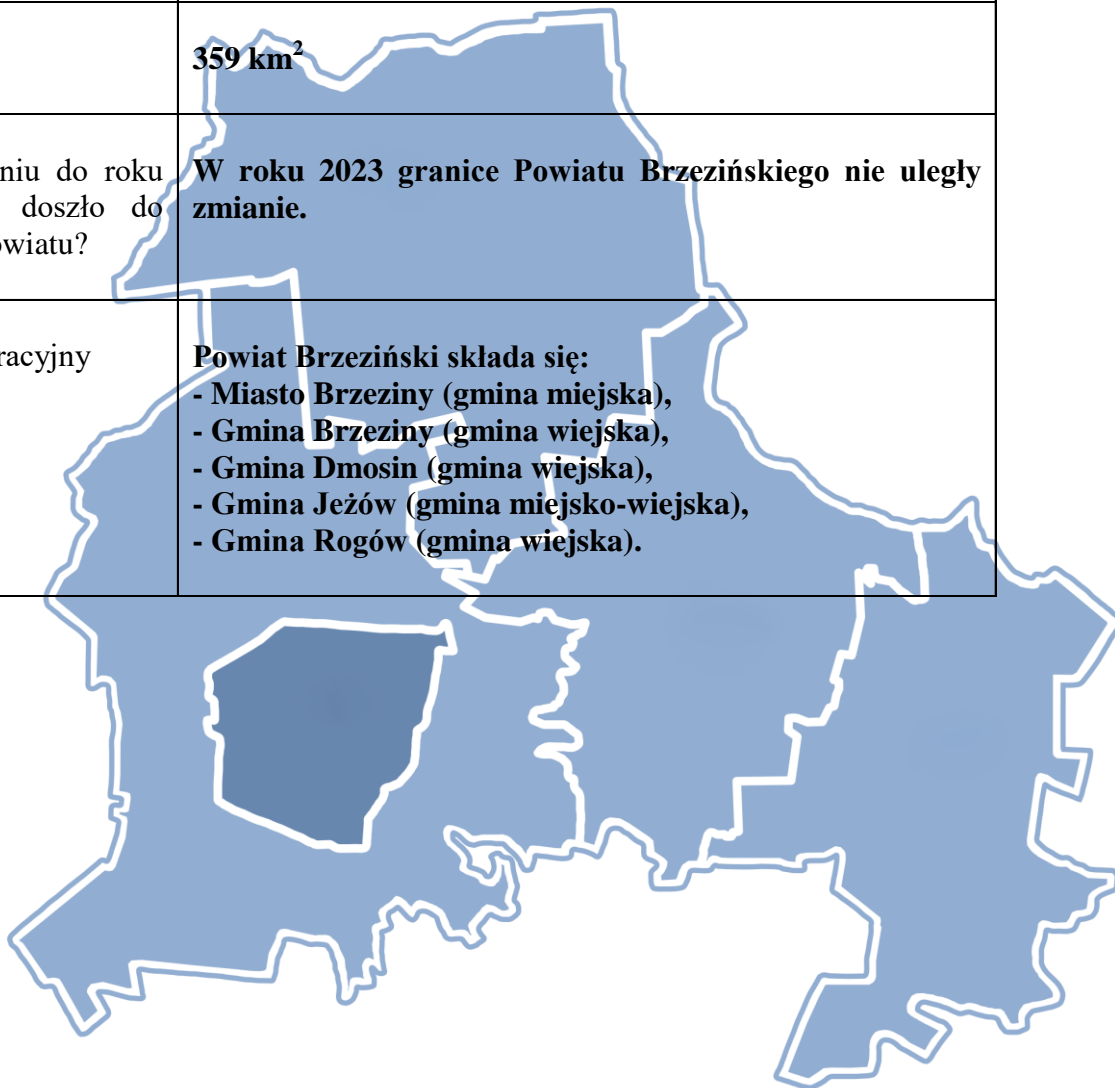 359 km²
niu do roku
doszło do
owiatu?
W roku 2023 granice Powiatu Brzezińskiego nie uległy
zmianie.
racyjny
Powiat Brzeziński składa się:
- Miasto Brzeziny (gmina miejska),
- Gmina Brzeziny (gmina wiejska),
- Gmina Dmosin (gmina wiejska),
- Gmina Jeżów (gmina miejsko-wiejska),
- Gmina Rogów (gmina wiejska).